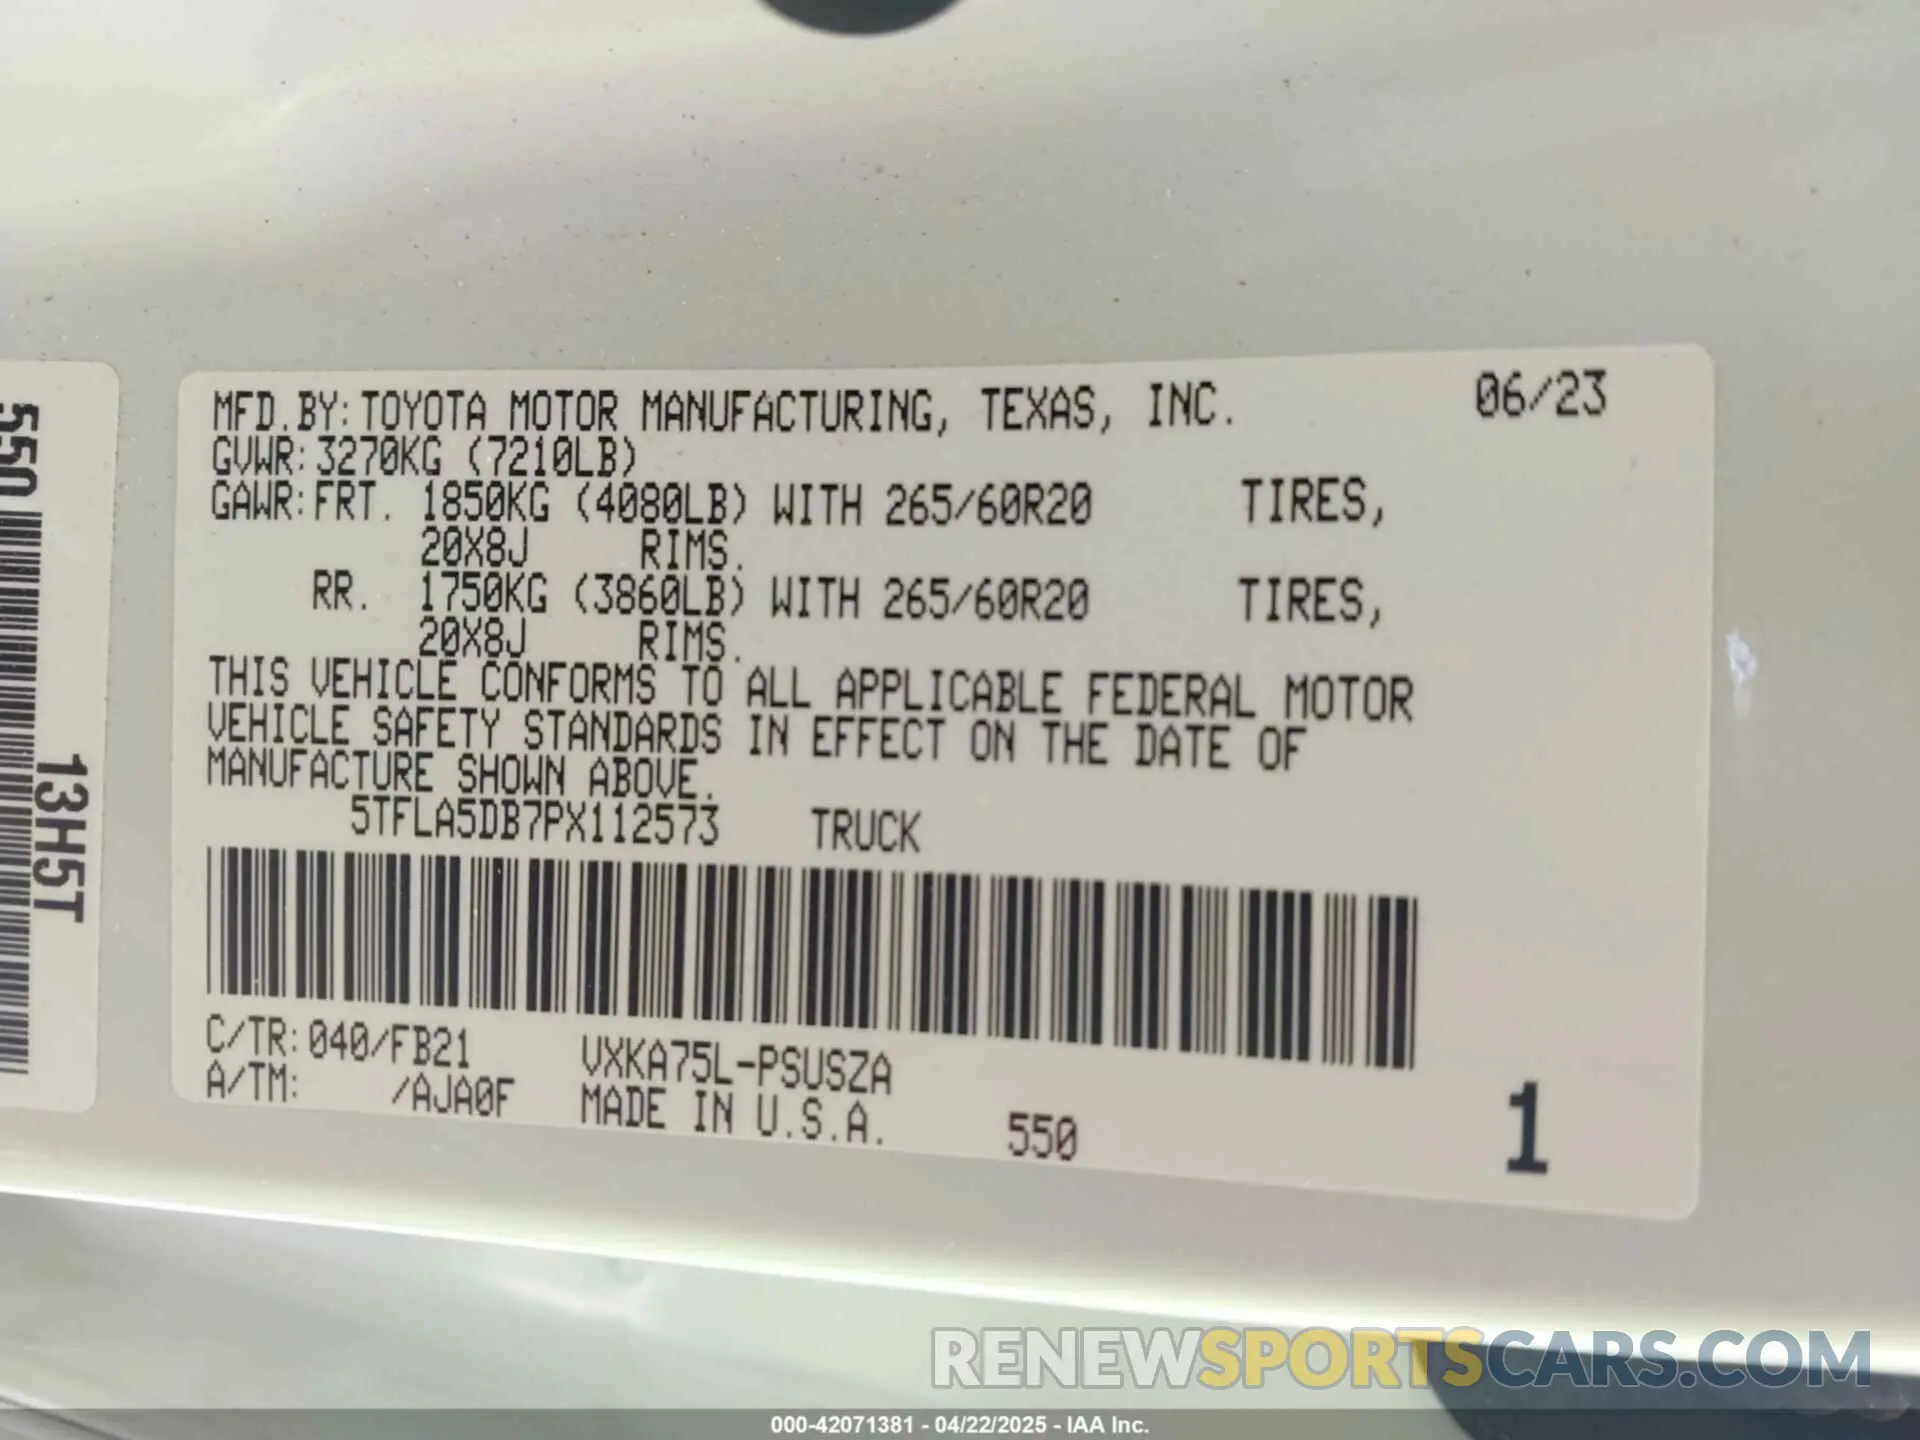 550
13H5T
MFD.BY: TOYOTA MOTOR MANUFACTURING, TEXAS, INC. 06/23
GVWR: 3270KG (7210LB)
GAWR: FRT. 1850KG (4080LB) WITH 265/60R20 TIRES,
20X8J RIMS.
RR. 1750KG (3860LB) WITH 265/60R20 TIRES,
20X8J RIMS.
THIS VEHICLE CONFORMS TO ALL APPLICABLE FEDERAL MOTOR
VEHICLE SAFETY STANDARDS IN EFFECT ON THE DATE OF
MANUFACTURE SHOWN ABOVE.
5TFLA5DB7PX112573 TRUCK
C/TR: 040/FB21 VXKA75L-PSUSZA
A/TM: /AJA0F MADE IN U.S.A. 550 1
RENEWSPORTSCARS.COM
000-42071381 - 04/22/2025 - IAA Inc.